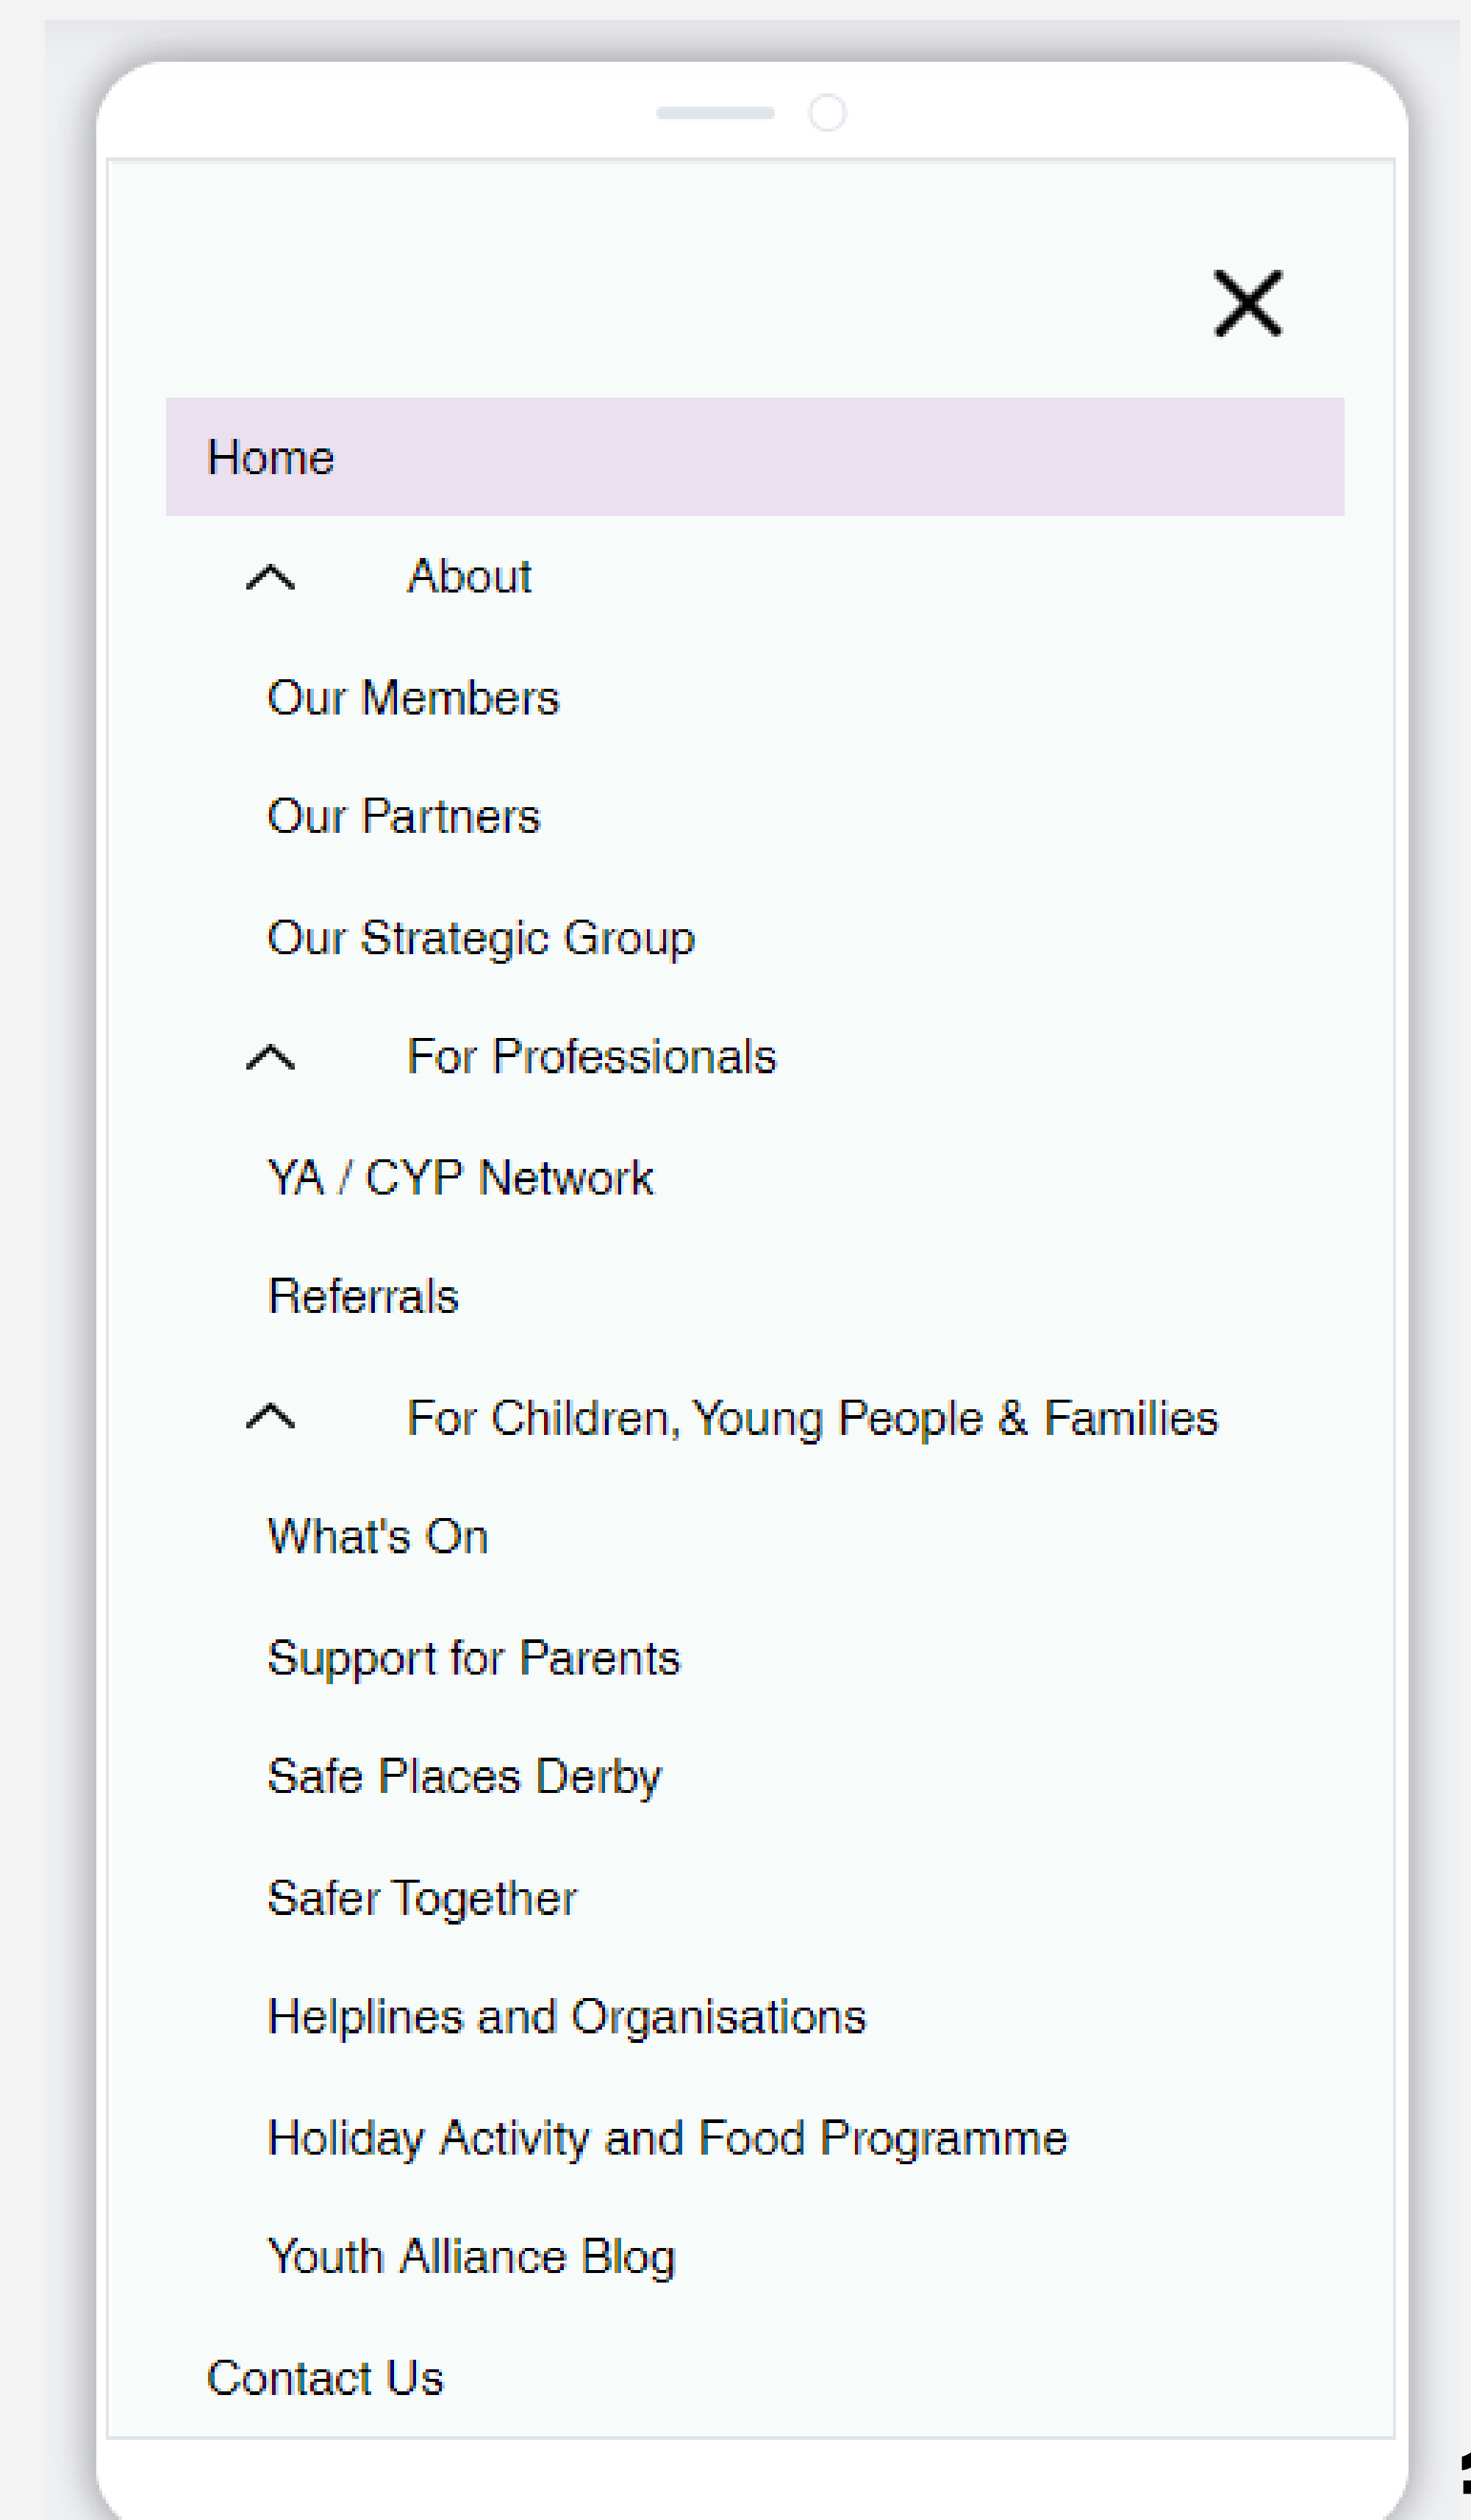 Home
About
Our Members
Our Partners
Our Strategic Group
For Professionals
YA / CYP Network
Referrals
For Children, Young People & Families
What's On
Support for Parents
Safe Places Derby
Safer Together
Helplines and Organisations
Holiday Activity and Food Programme
Youth Alliance Blog
Contact Us